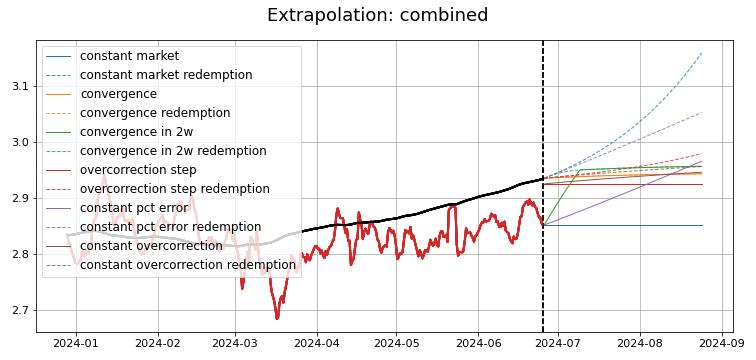 Extrapolation: combined
constant market
constant market redemption
convergence
convergence redemption
convergence in 2w
convergence in 2w redemption
overcorrection step
overcorrection step redemption
constant pct error
constant pct error redemption
constant overcorrection
constant overcorrection redemption
3.1
3.0
2.9
2.8
2.7
2024-01 2024-02 2024-03 2024-04 2024-05 2024-06 2024-07 2024-08 2024-09